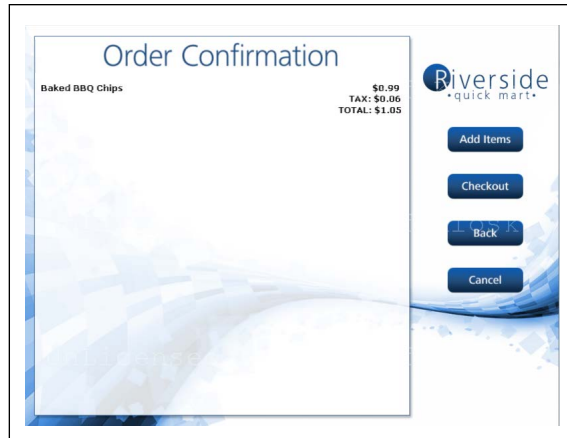 Order Confirmation
Baked BBQ Chips $0.99
TAX: $0.06
TOTAL: $1.05
Riverside
•quick mart•
Add Items
Checkout
Back
Cancel